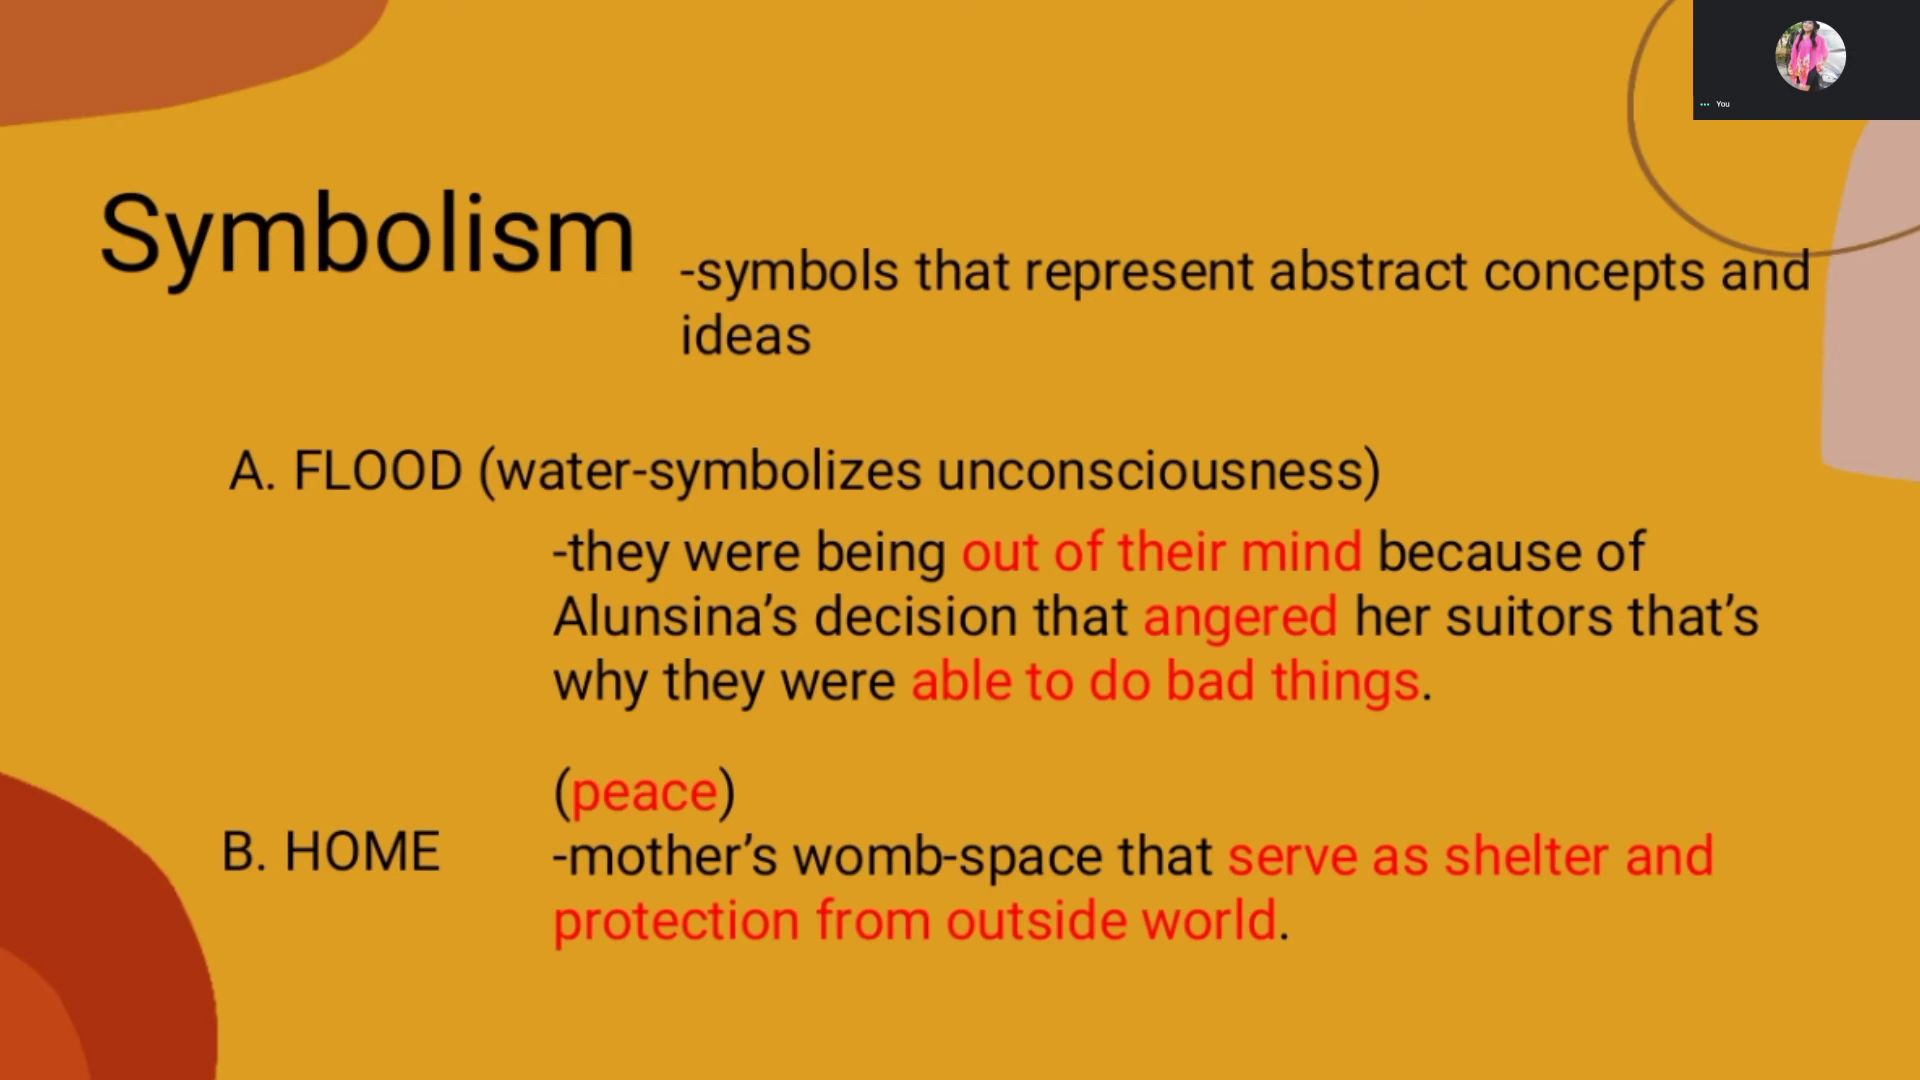 You
Symbolism
-symbols that represent abstract concepts and
ideas
A. FLOOD (water-symbolizes unconsciousness)
-they were being out of their mind because of
Alunsina’s decision that angered her suitors that’s
why they were able to do bad things.
(peace)
B. HOME
-mother’s womb-space that serve as shelter and
protection from outside world.